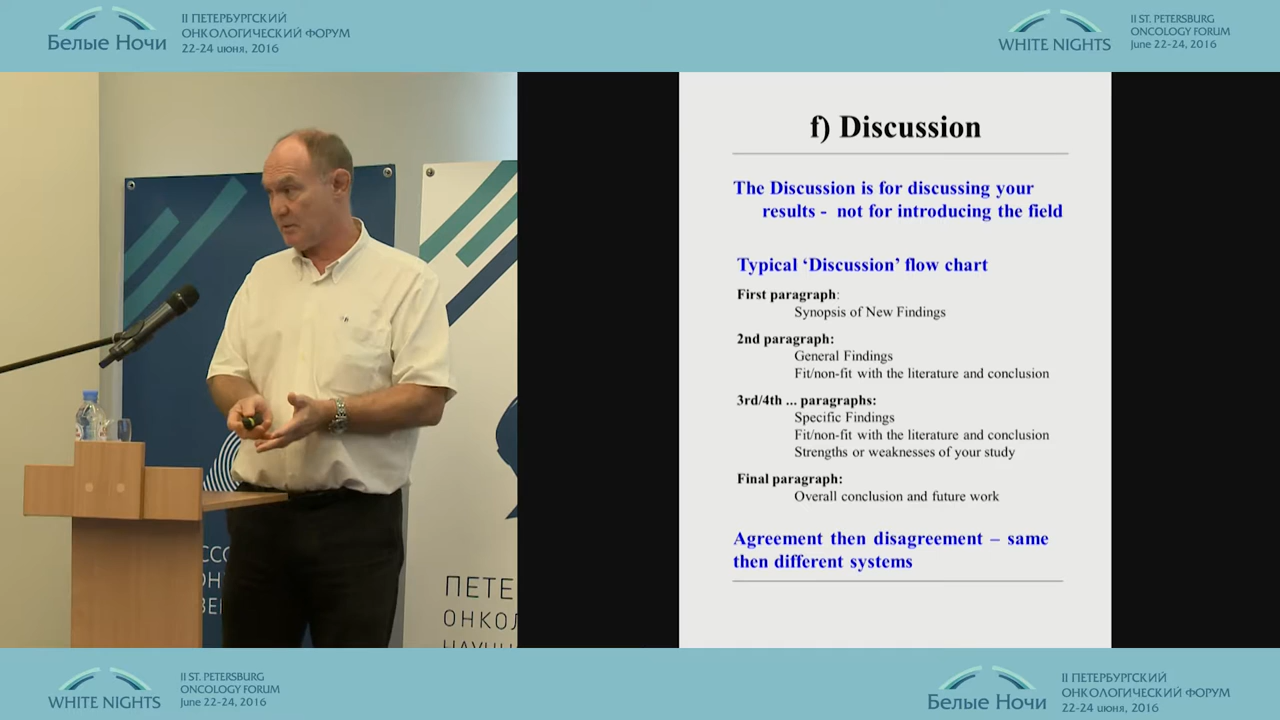 Белые Ночи
II ПЕТЕРБУРГСКИЙ
ОНКОЛОГИЧЕСКИЙ ФОРУМ
22-24 июня, 2016
WHITE NIGHTS
II ST. PETERSBURG
ONCOLOGY FORUM
June 22-24, 2016
f) Discussion
The Discussion is for discussing your
results - not for introducing the field
Typical ‘Discussion’ flow chart
First paragraph:
Synopsis of New Findings
2nd paragraph:
General Findings
Fit/non-fit with the literature and conclusion
3rd/4th ... paragraphs:
Specific Findings
Fit/non-fit with the literature and conclusion
Strengths or weaknesses of your study
Final paragraph:
Overall conclusion and future work
Agreement then disagreement – same
then different systems
ПЕТЕ
ОНКОЛ
WHITE NIGHTS
II ST. PETERSBURG
ONCOLOGY FORUM
June 22-24, 2016
Белые Ночи
II ПЕТЕРБУРГСКИЙ
ОНКОЛОГИЧЕСКИЙ ФОРУМ
22-24 июня, 2016